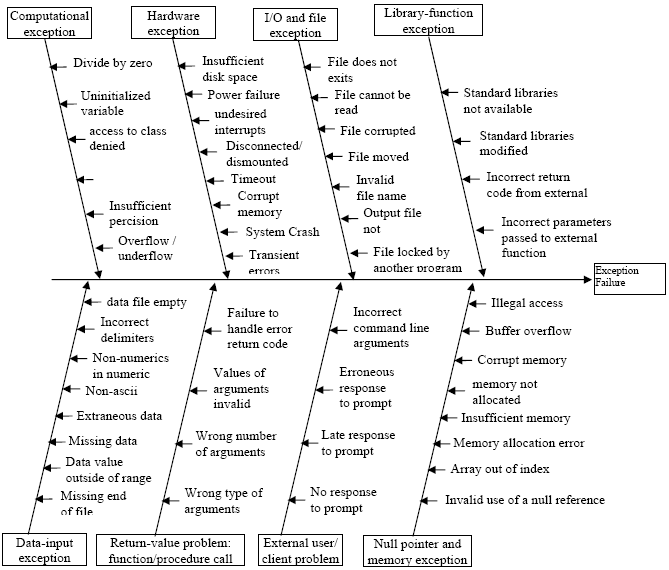 Computational
exception
Hardware
exception
I/O and file
exception
Library-function
exception
Divide by zero
Uninitialized
variable
access to class
denied
Insufficient
percision
Overflow /
underflow
Insufficient
disk space
Power failure
undesired
interrupts
Disconnected/
dismounted
Timeout
Corrupt
memory
System Crash
Transient
errors
File does not
exits
File cannot be
read
File corrupted
File moved
Invalid
file name
Output file
not
File locked by
another program
Standard libraries
not available
Standard libraries
modified
Incorrect return
code from external
Incorrect parameters
passed to external
function
Exception
Failure
data file empty
Incorrect
delimiters
Non-numerics
in numeric
Non-ascii
Extraneous data
Missing data
Data value
outside of range
Missing end
of file
Failure to
handle error
return code
Values of
arguments
invalid
Wrong number
of arguments
Wrong type of
arguments
Incorrect
command line
arguments
Erroneous
response
to prompt
Late response
to prompt
No response
to prompt
Illegal access
Buffer overflow
Corrupt memory
memory not
allocated
Insufficient memory
Memory allocation error
Array out of index
Invalid use of a null reference
Data-input
exception
Return-value problem:
function/procedure call
External user/
client problem
Null pointer and
memory exception